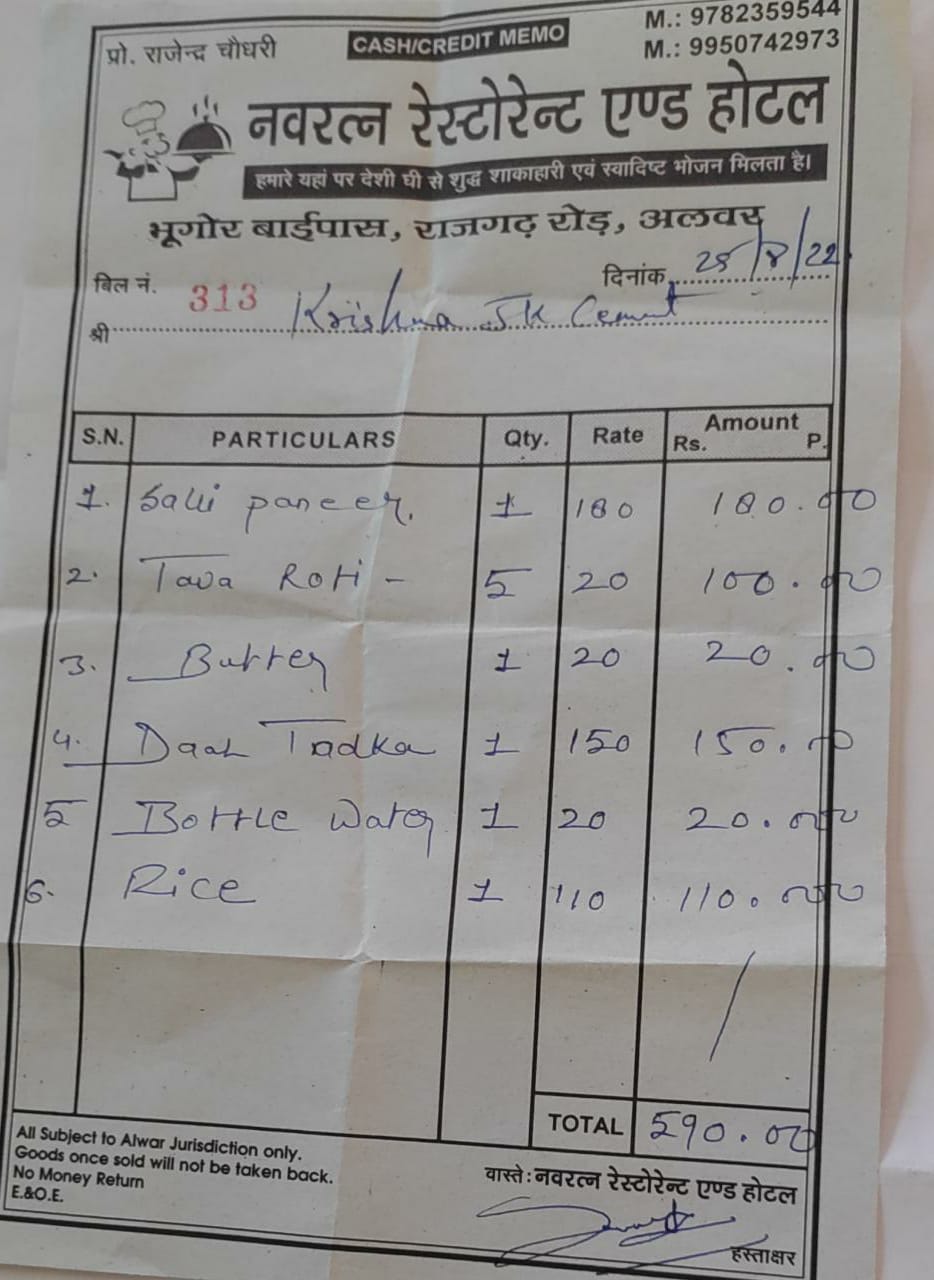 प्रो. राजेन्द्र चौधरी
CASH/CREDIT MEMO
M.: 9782359544
M.: 9950742973
नवरत्न रेस्टोरेन्ट एण्ड होटल
हमारे यहां पर देशी घी से शुद्ध शाकाहारी एवं स्वादिष्ट भोजन मिलता है।
भूगोर बाईपास, राजगढ़ रोड़, अलवर
बिल नं. 313 दिनांक 25/8/22
श्री Krishna JK Cement
S.N. PARTICULARS Qty. Rate Amount Rs. P.
1. paneer. 1 180 180.00
2. Tava Roti - 5 20 100.00
3. Butter 1 20 20.00
4. Daal Tadka 1 150 150.00
5 Bottle Water 1 20 20.00
6. Rice 1 110 110.00
TOTAL 590.00
All Subject to Alwar Jurisdiction only.
Goods once sold will not be taken back.
No Money Return
E.&O.E.
वास्ते : नवरत्न रेस्टोरेन्ट एण्ड होटल
हस्ताक्षर